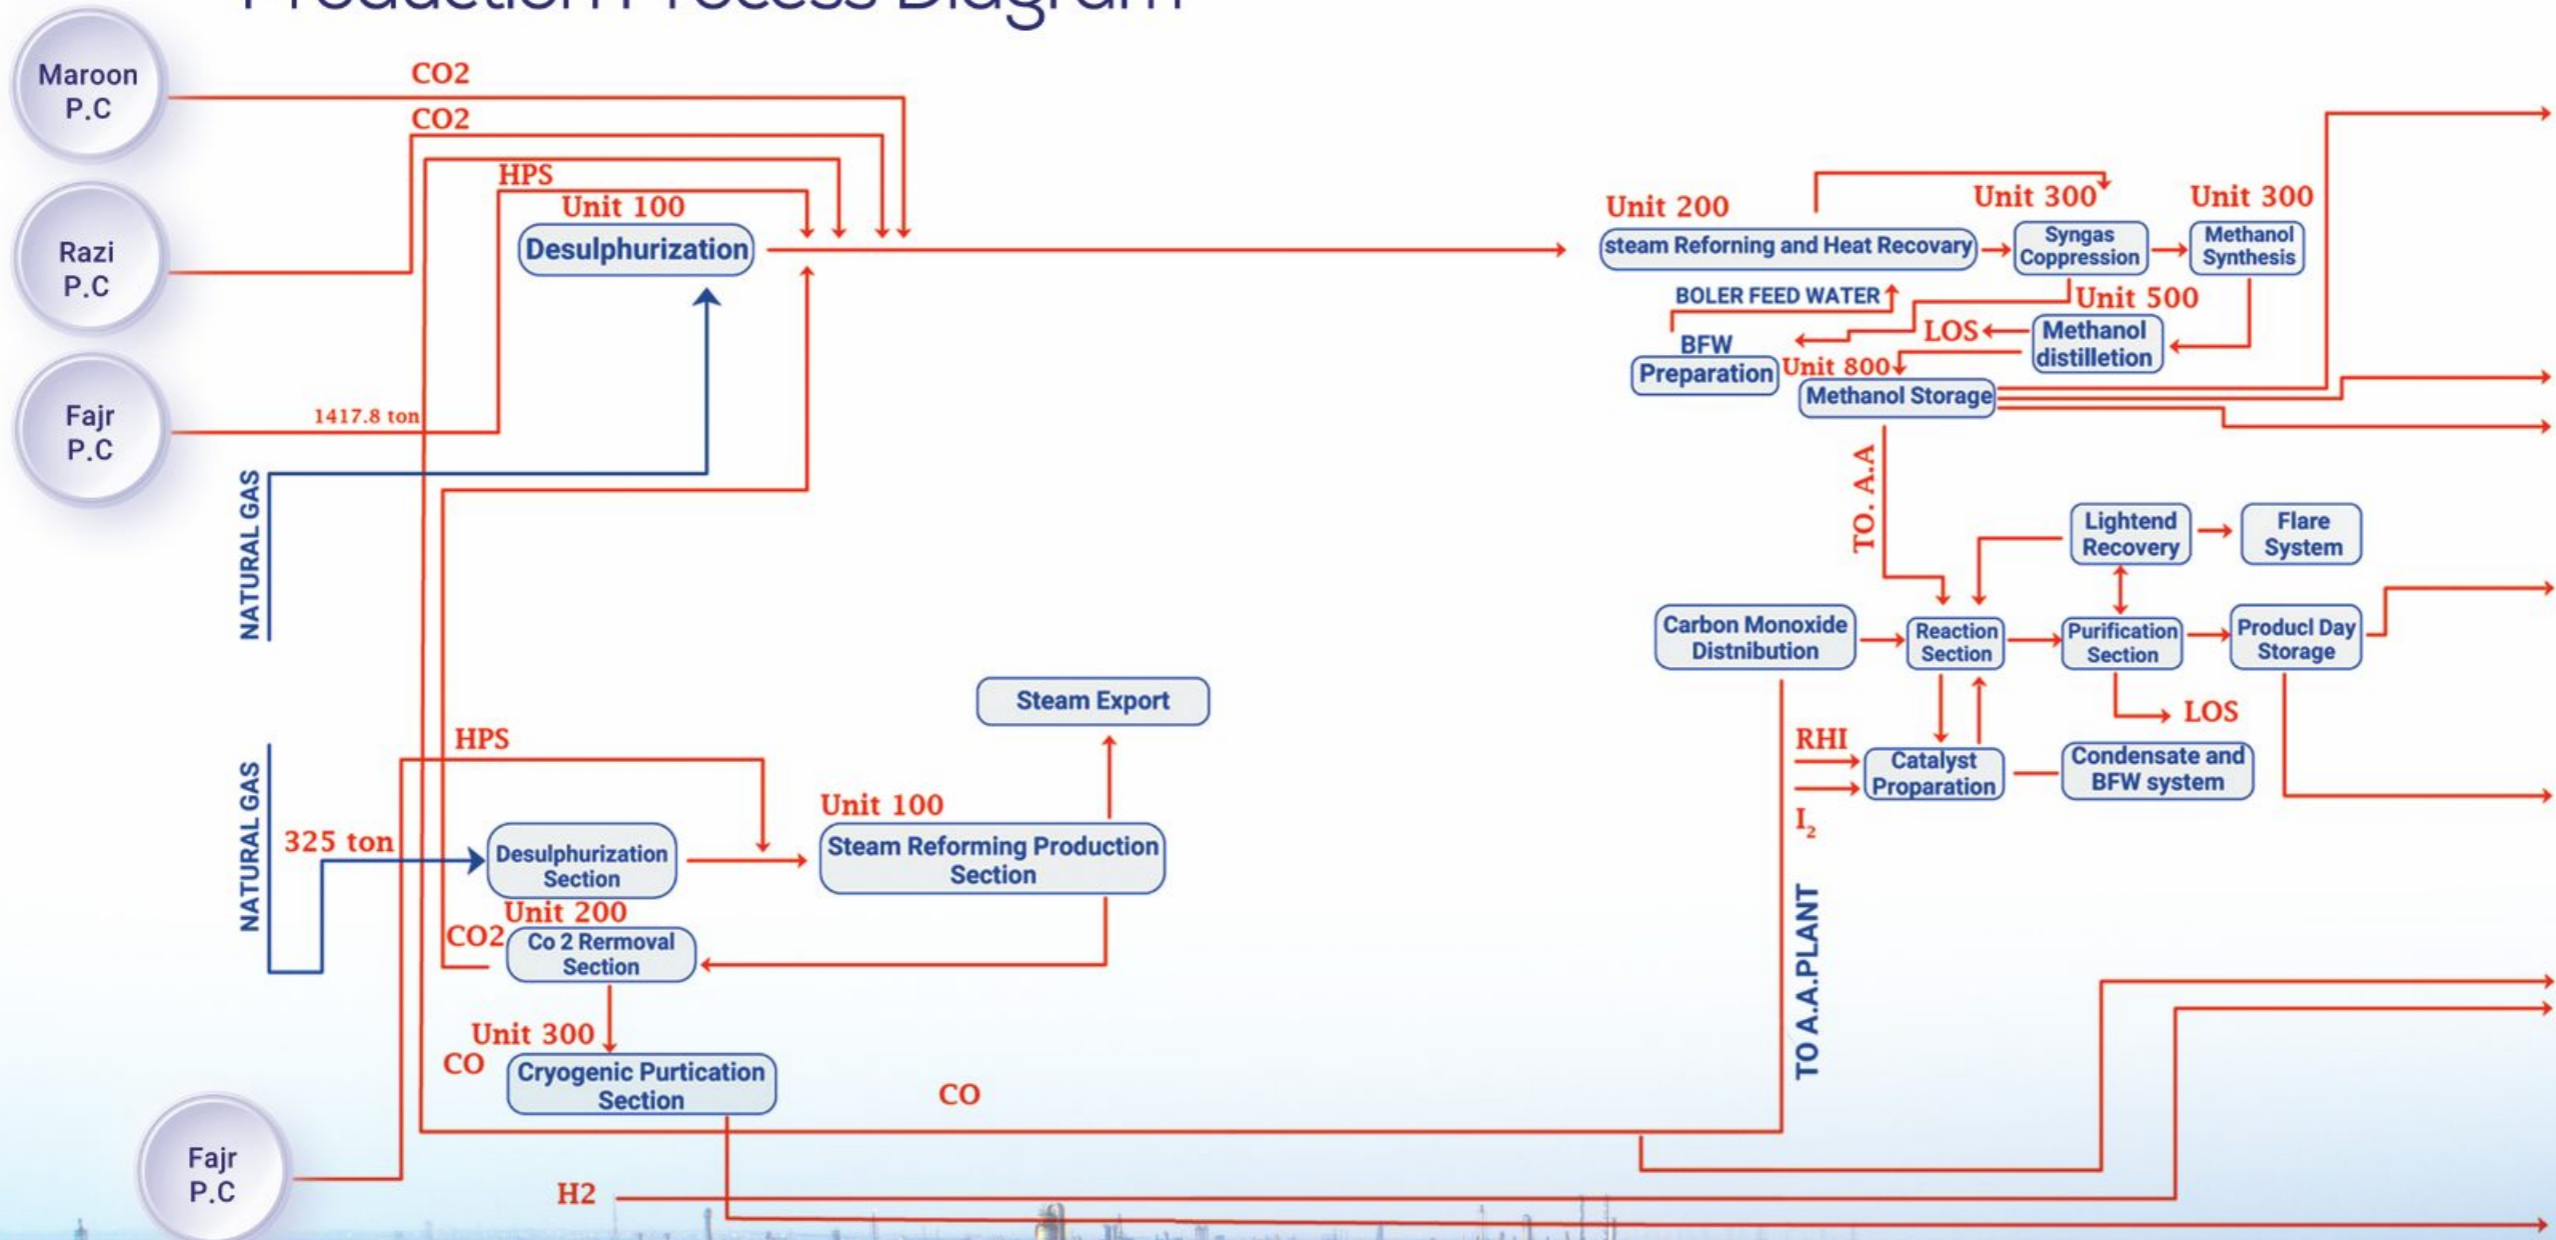 Production Process Diagram
Maroon
P.C
CO2
CO2
Razi
P.C
HPS
Unit 100
Desulphurization
Fajr
P.C
1417.8 ton
NATURAL GAS
Unit 200
steam Reforning and Heat Recovary
Unit 300
Syngas
Coppression
Unit 300
Methanol
Synthesis
BOLER FEED WATER
BFW
Preparation
Unit 500
Methanol
distilletion
LOS
Unit 800
Methanol Storage
TO. A.A
Lightend
Recovery
Flare
System
Carbon Monoxide
Distnibution
Reaction
Section
Purification
Section
Producl Day
Storage
LOS
RHI
I₂
Catalyst
Proparation
Condensate and
BFW system
TO A.A.PLANT
NATURAL GAS
HPS
325 ton
Desulphurization
Section
Steam Export
Unit 100
Steam Reforming Production
Section
Unit 200
CO2
Co 2 Rermoval
Section
Unit 300
CO
Cryogenic Purtication
Section
CO
Fajr
P.C
H2